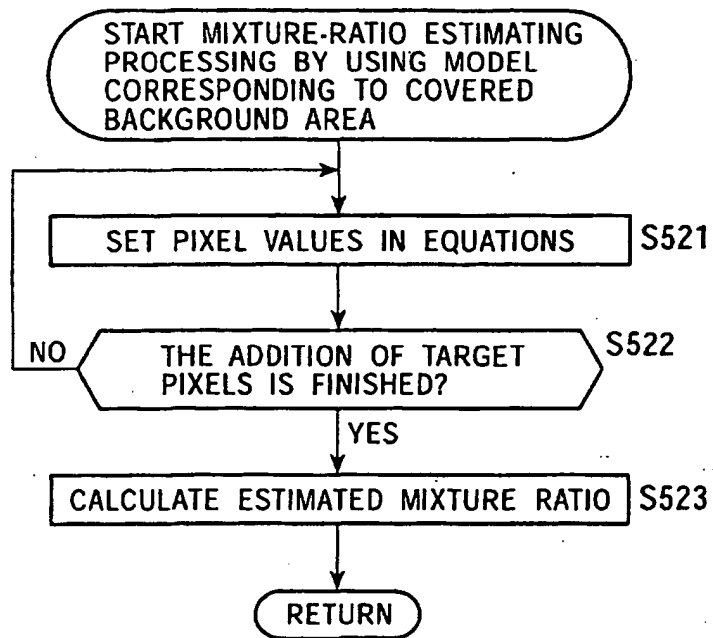 START MIXTURE-RATIO ESTIMATING
PROCESSING BY USING MODEL
CORRESPONDING TO COVERED
BACKGROUND AREA
SET PIXEL VALUES IN EQUATIONS
S521
NO
THE ADDITION OF TARGET
PIXELS IS FINISHED?
S522
YES
CALCULATE ESTIMATED MIXTURE RATIO
S523
RETURN